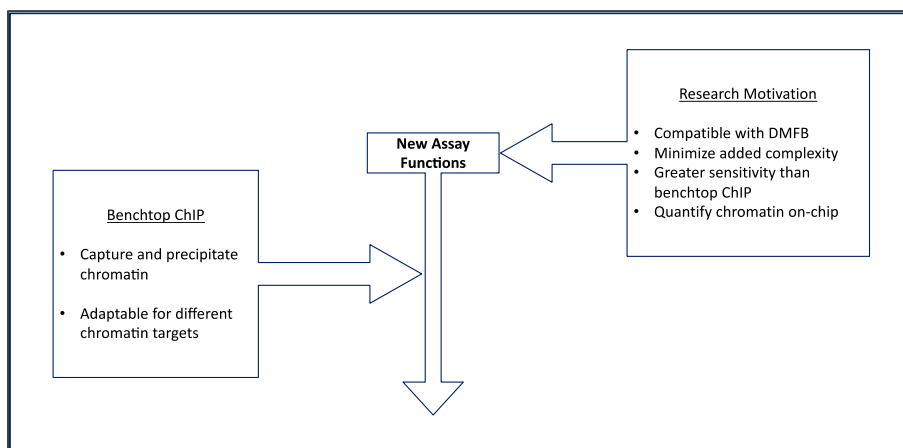 Research Motivation
• Compatible with DMFB
• Minimize added complexity
• Greater sensitivity than
benchtop ChIP
• Quantify chromatin on-chip
New Assay
Functions
Benchtop ChIP
• Capture and precipitate
chromatin
• Adaptable for different
chromatin targets